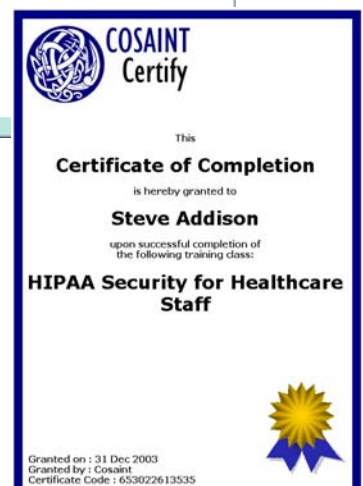 COSAINT
Certify
This
Certificate of Completion
is hereby granted to
Steve Addison
upon successful completion of
the following training class:
HIPAA Security for Healthcare
Staff
Granted on : 31 Dec 2003
Granted by : Cosaint
Certificate Code : 653022613535